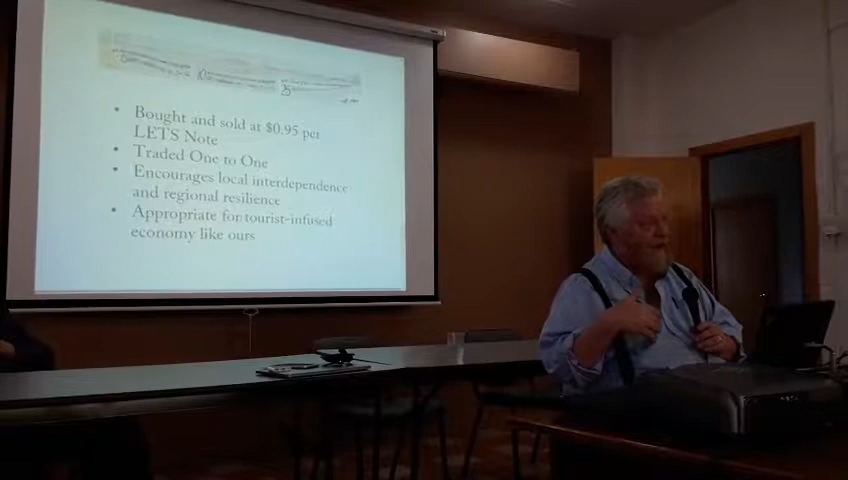 • Bought and sold at $0.95 per
LETS Note
• Traded One to One
• Encourages local interdependence
and regional resilience
• Appropriate for tourist-infused
economy like ours